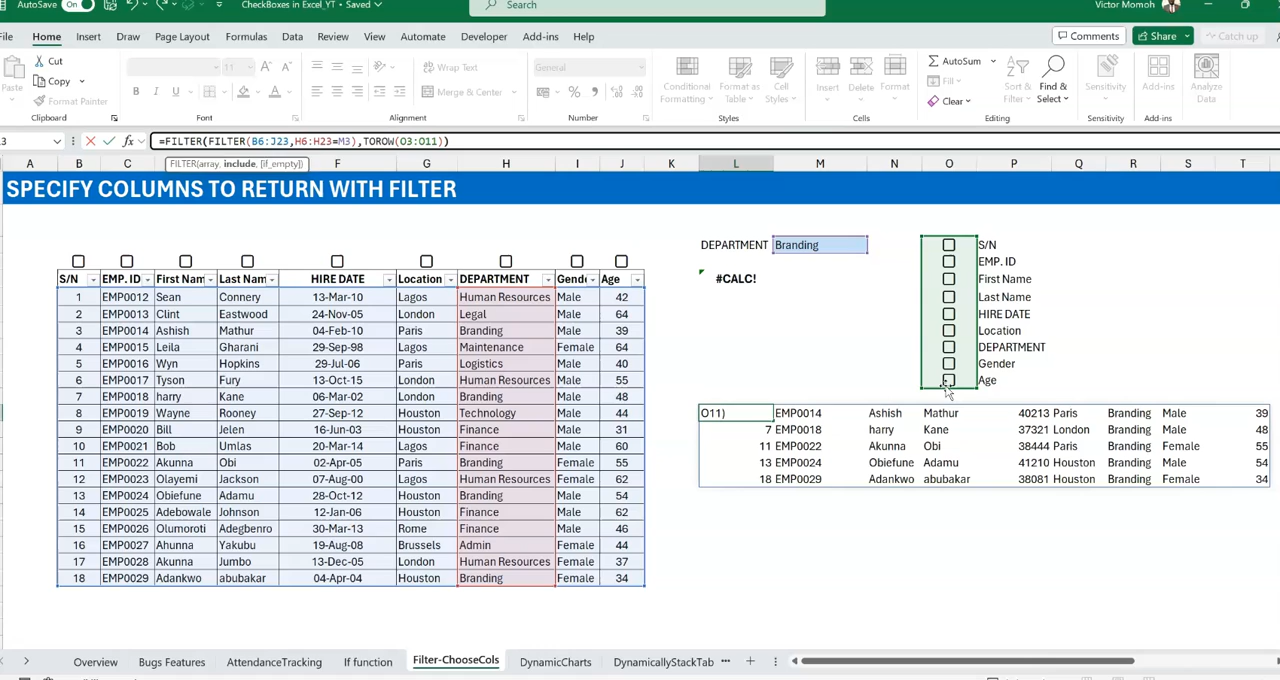 AutoSave On CheckBoxes in Excel_YT • Saved Search Victor Momoh
File Home Insert Draw Page Layout Formulas Data Review View Automate Developer Add-ins Help Comments Share Catch up
Paste Cut Copy Format Painter 11 Wrap Text Merge & Center General Conditional Formatting Format as Table Cell Styles Insert Delete Format AutoSum Fill Clear Sort & Filter Find & Select Sensitivity Add-ins Analyze Data
Clipboard Font Alignment Number Styles Cells Editing Sensitivity Add-ins
=FILTER(FILTER(B6:J23,H6:H23=M3),TOROW(O3:O11))
A B C F G H I J K L M N O P Q R S T
FILTER(array, include, [if_empty])
SPECIFY COLUMNS TO RETURN WITH FILTER
DEPARTMENT Branding S/N
EMP. ID
S/N EMP. ID First Nam Last Nam HIRE DATE Location DEPARTMENT Gende Age #CALC! First Name
1 EMP0012 Sean Connery 13-Mar-10 Lagos Human Resources Male 42 Last Name
2 EMP0013 Clint Eastwood 24-Nov-05 London Legal Male 64 HIRE DATE
3 EMP0014 Ashish Mathur 04-Feb-10 Paris Branding Male 39 Location
4 EMP0015 Leila Gharani 29-Sep-98 Lagos Maintenance Female 64 DEPARTMENT
5 EMP0016 Wyn Hopkins 29-Jul-06 Paris Logistics Male 40 Gender
6 EMP0017 Tyson Fury 13-Oct-15 London Human Resources Male 55 Age
7 EMP0018 harry Kane 06-Mar-02 London Branding Male 48
8 EMP0019 Wayne Rooney 27-Sep-12 Houston Technology Male 44 O11) EMP0014 Ashish Mathur 40213 Paris Branding Male 39
9 EMP0020 Bill Jelen 16-Jun-03 Houston Finance Male 31 7 EMP0018 harry Kane 37321 London Branding Male 48
10 EMP0021 Bob Umlas 20-Mar-14 Lagos Finance Male 60 11 EMP0022 Akunna Obi 38444 Paris Branding Female 55
11 EMP0022 Akunna Obi 02-Apr-05 Paris Branding Female 55 13 EMP0024 Obiefune Adamu 41210 Houston Branding Male 54
12 EMP0023 Olayemi Jackson 07-Aug-00 Lagos Human Resources Female 62 18 EMP0029 Adankwo abubakar 38081 Houston Branding Female 34
13 EMP0024 Obiefune Adamu 28-Oct-12 Houston Branding Male 54
14 EMP0025 Adebowale Johnson 12-Jan-06 Houston Finance Male 62
15 EMP0026 Olumoroti Adegbenro 30-Mar-13 Rome Finance Male 46
16 EMP0027 Ahunna Yakubu 19-Aug-08 Brussels Admin Female 44
17 EMP0028 Akunna Jumbo 13-Dec-05 London Human Resources Female 37
18 EMP0029 Adankwo abubakar 04-Apr-04 Houston Branding Female 34
Overview Bugs Features AttendanceTracking If function Filter-ChooseCols DynamicCharts DynamicallyStackTab